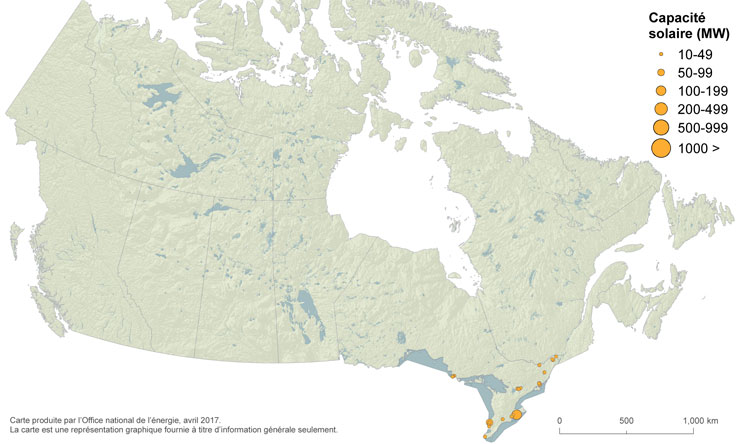 Capacité
solaire (MW)
10-49
50-99
100-199
200-499
500-999
1000 >
Carte produite par l'Office national de l'énergie, avril 2017.
La carte est une représentation graphique fournie à titre d'information générale seulement.
0 500 1,000 km